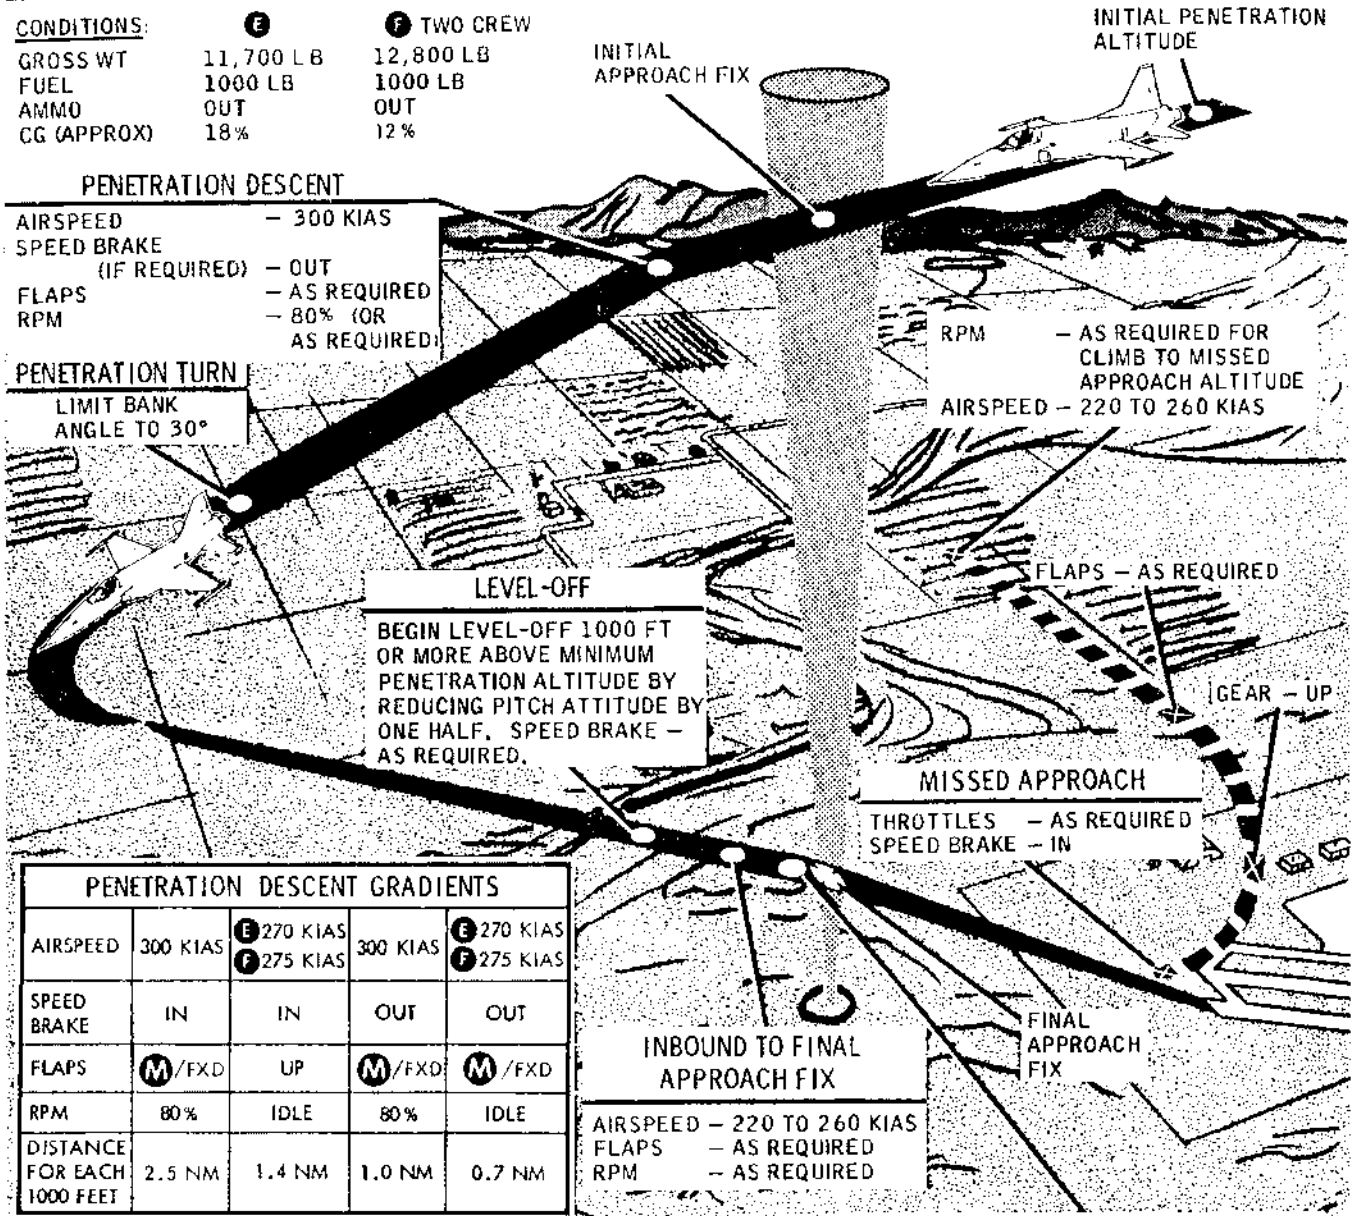 CONDITIONS: E F TWO CREW
GROSS WT 11,700 LB 12,800 LB
FUEL 1000 LB 1000 LB
AMMO OUT OUT
CG (APPROX) 18% 12%
INITIAL
APPROACH FIX
INITIAL PENETRATION
ALTITUDE
PENETRATION DESCENT
AIRSPEED – 300 KIAS
SPEED BRAKE
(IF REQUIRED) – OUT
FLAPS – AS REQUIRED
RPM – 80% (OR
AS REQUIRED)
PENETRATION TURN
LIMIT BANK
ANGLE TO 30°
RPM – AS REQUIRED FOR
CLIMB TO MISSED
APPROACH ALTITUDE
AIRSPEED – 220 TO 260 KIAS
FLAPS – AS REQUIRED
GEAR – UP
LEVEL-OFF
BEGIN LEVEL-OFF 1000 FT
OR MORE ABOVE MINIMUM
PENETRATION ALTITUDE BY
REDUCING PITCH ATTITUDE BY
ONE HALF. SPEED BRAKE –
AS REQUIRED.
MISSED APPROACH
THROTTLES – AS REQUIRED
SPEED BRAKE – IN
PENETRATION DESCENT GRADIENTS
AIRSPEED 300 KIAS E 270 KIAS F 275 KIAS 300 KIAS E 270 KIAS F 275 KIAS
SPEED BRAKE IN IN OUT OUT
FLAPS M/FXD UP M/FXD M/FXD
RPM 80% IDLE 80% IDLE
DISTANCE FOR EACH 1000 FEET 2.5 NM 1.4 NM 1.0 NM 0.7 NM
INBOUND TO FINAL
APPROACH FIX
AIRSPEED – 220 TO 260 KIAS
FLAPS – AS REQUIRED
RPM – AS REQUIRED
FINAL
APPROACH
FIX